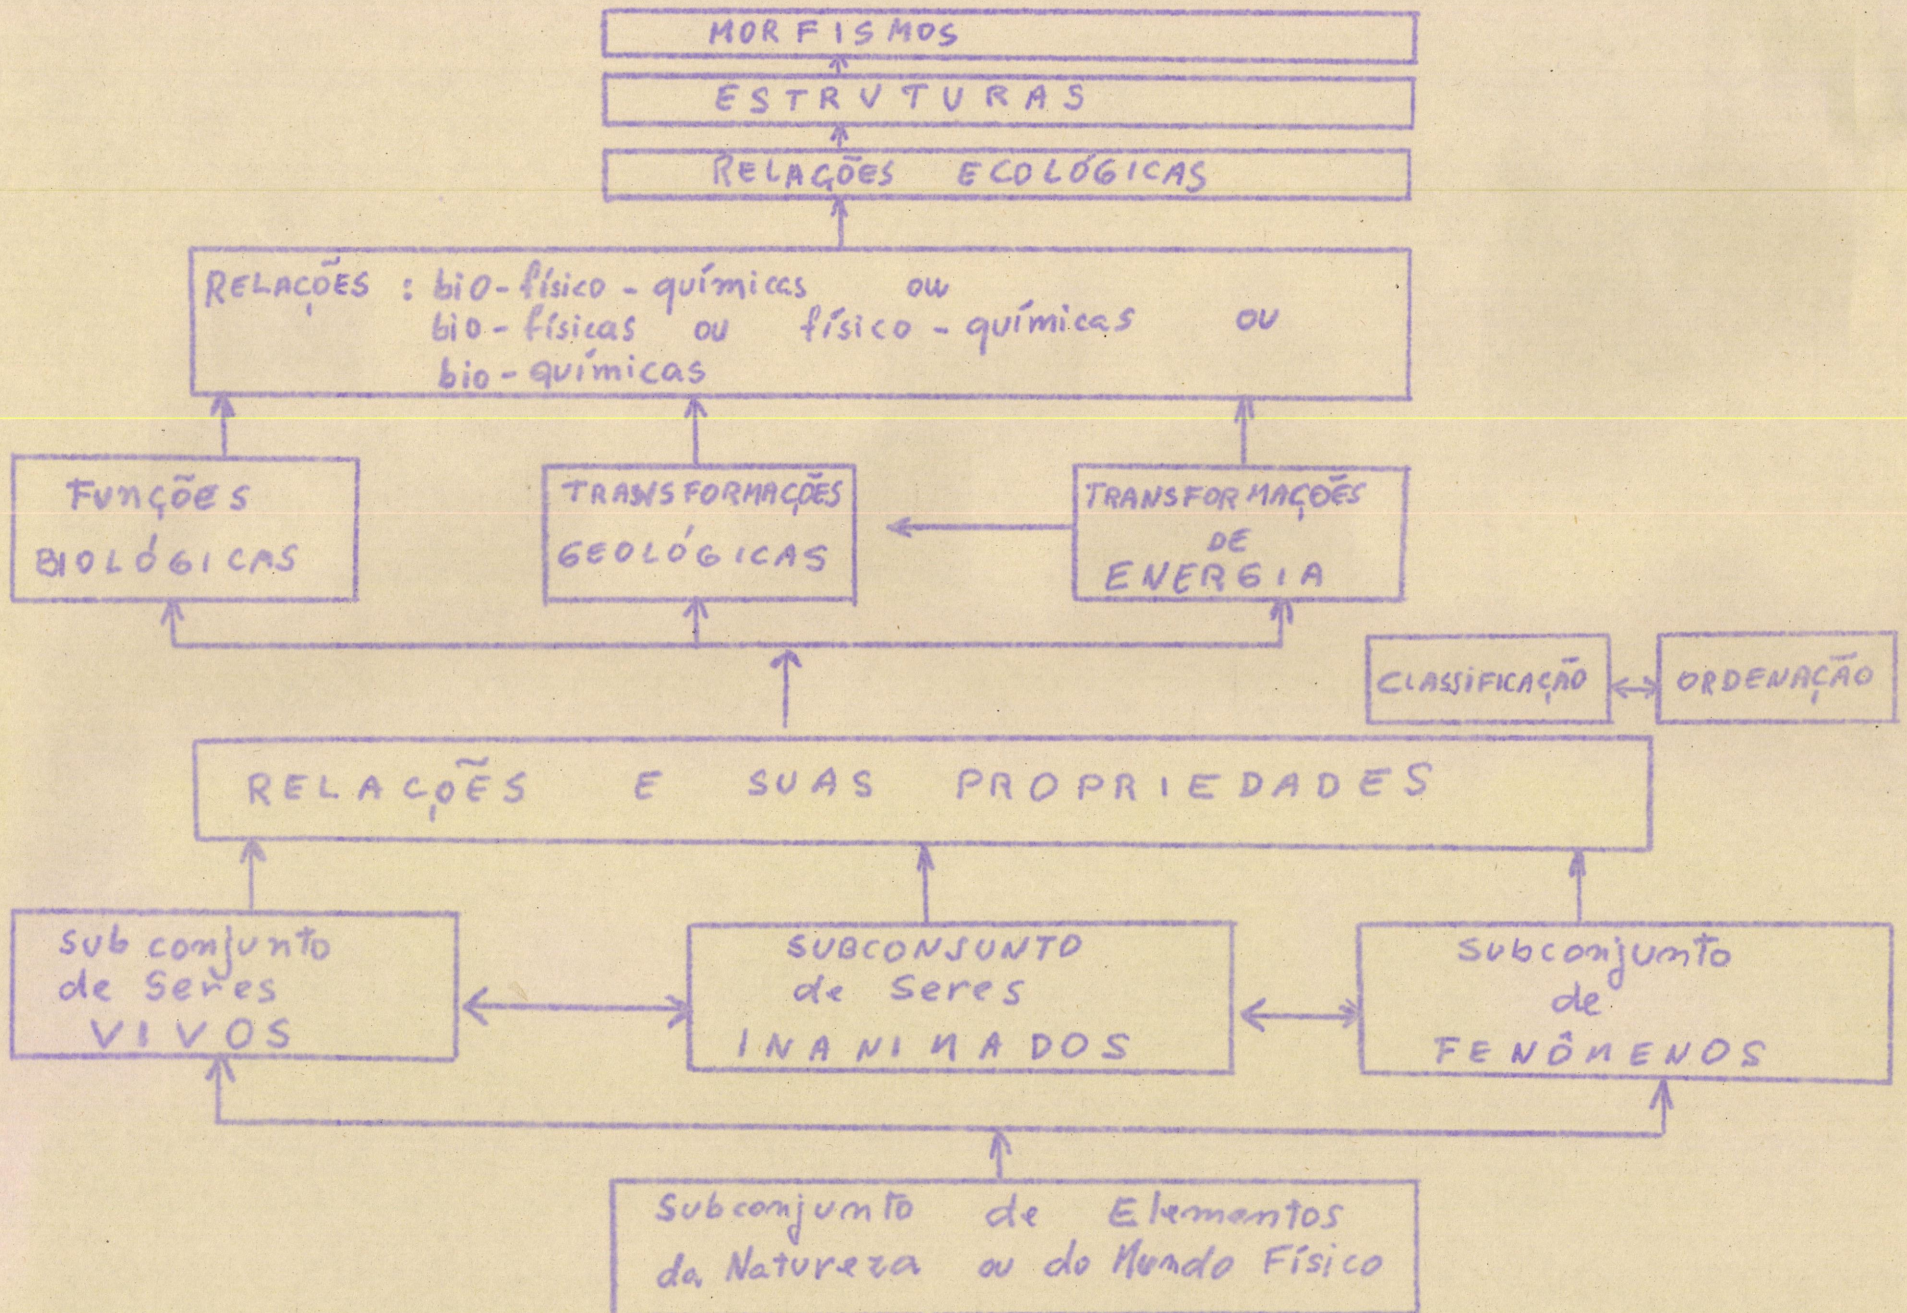 MORFISMOS
ESTRUTURAS
RELAÇÕES ECOLÓGICAS
RELAÇÕES : bio-físico-químicas ou
bio-físicas ou físico-químicas ou
bio-químicas
FUNÇÕES
BIOLÓGICAS
TRANSFORMAÇÕES
GEOLÓGICAS
TRANSFORMAÇÕES
DE
ENERGIA
CLASSIFICAÇÃO
ORDENAÇÃO
RELAÇÕES E SUAS PROPRIEDADES
Sub conjunto
de Seres
VIVOS
SUBCONJUNTO
de Seres
INANIMADOS
Subconjunto
de
FENÔMENOS
Subconjunto de Elementos
da Natureza ou do Mundo Físico